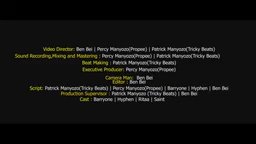 Video Director: Ben Bei | Percy Manyozo(Propee) | Patrick Manyozo(Tricky Beats)
Sound Recording,Mixing and Mastering : Percy Manyozo(Propee) | Patrick Manyozo(Tricky Beats)
Beat Making : Patrick Manyozo(Tricky Beats)
Executive Producer: Percy Manyozo(Propee)
Camera Man: Ben Bei
Editor : Ben Bei
Script: Patrick Manyozo(Tricky Beats) | Percy Manyozo(Propee) | Barryone | Hyphen | Ben Bei
Production Supervisor : Patrick Manyozo (Tricky Beats) | Ben Bei
Cast : Barryone | Hyphen | Ritaa | Saint